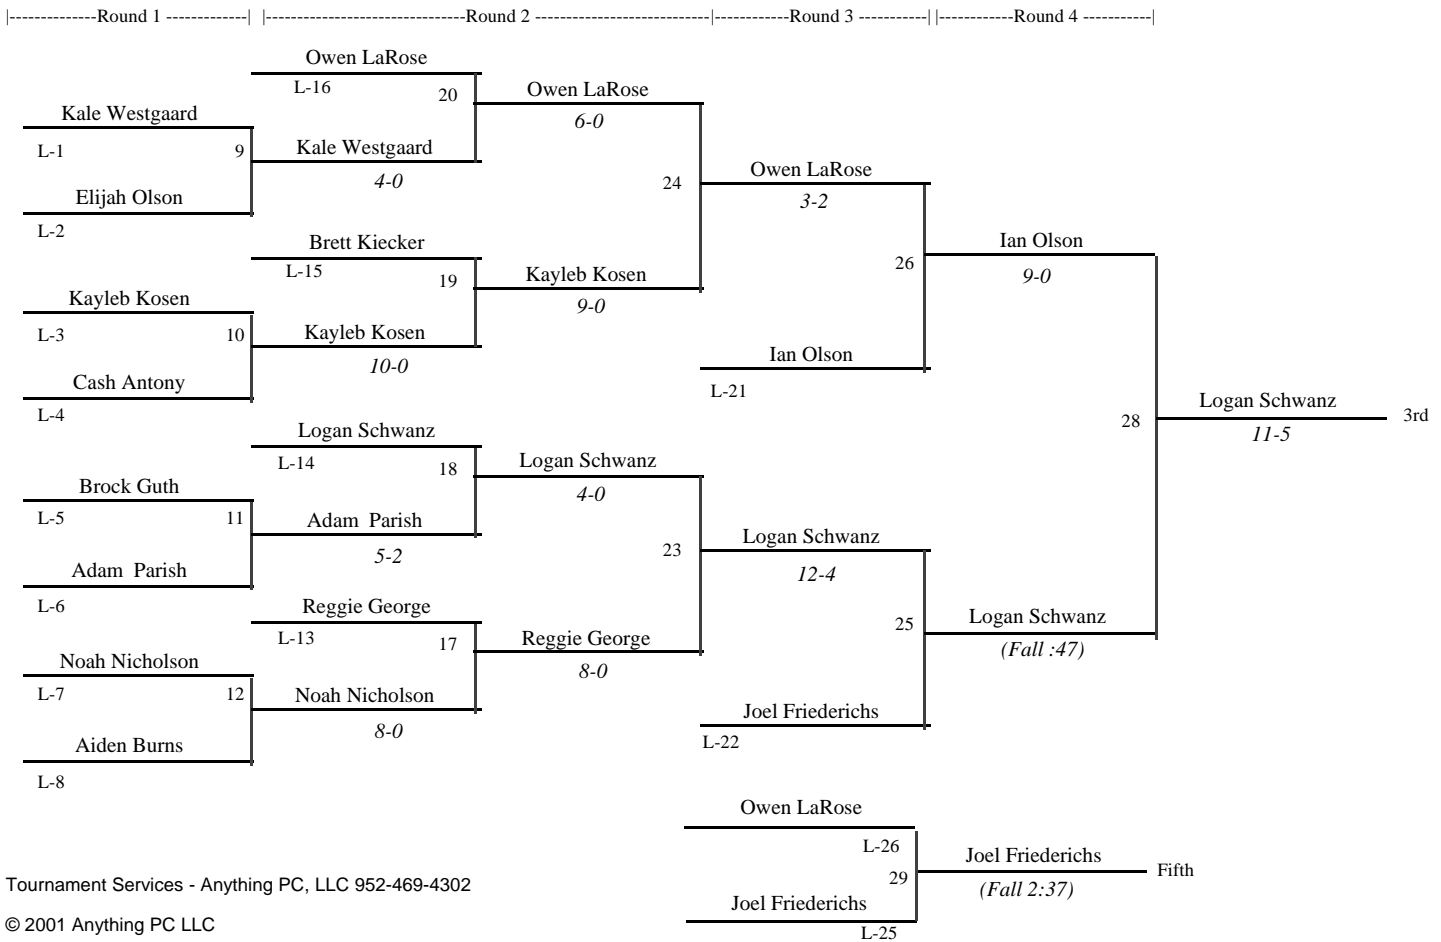 |--------------Round 1 -------------| |--------------------------------Round 2 ----------------------------|------------Round 3 -----------| |------------Round 4 -----------|
Owen LaRose
L-16
20
Owen LaRose
6-0
Kale Westgaard
L-1
9
Kale Westgaard
4-0
Elijah Olson
L-2
24
Owen LaRose
3-2
Brett Kiecker
L-15
19
Kayleb Kosen
9-0
Kayleb Kosen
L-3
10
Kayleb Kosen
10-0
Cash Antony
L-4
26
Ian Olson
9-0
Ian Olson
L-21
28
Logan Schwanz
11-5
3rd
Logan Schwanz
L-14
18
Logan Schwanz
4-0
Brock Guth
L-5
11
Adam  Parish
5-2
Adam  Parish
L-6
23
Logan Schwanz
12-4
Reggie George
L-13
17
Reggie George
8-0
25
Logan Schwanz
(Fall :47)
Noah Nicholson
L-7
12
Noah Nicholson
8-0
Aiden Burns
L-8
Joel Friederichs
L-22
Owen LaRose
L-26
29
Joel Friederichs
(Fall 2:37)
Fifth
Joel Friederichs
L-25
Tournament Services - Anything PC, LLC 952-469-4302
© 2001 Anything PC LLC